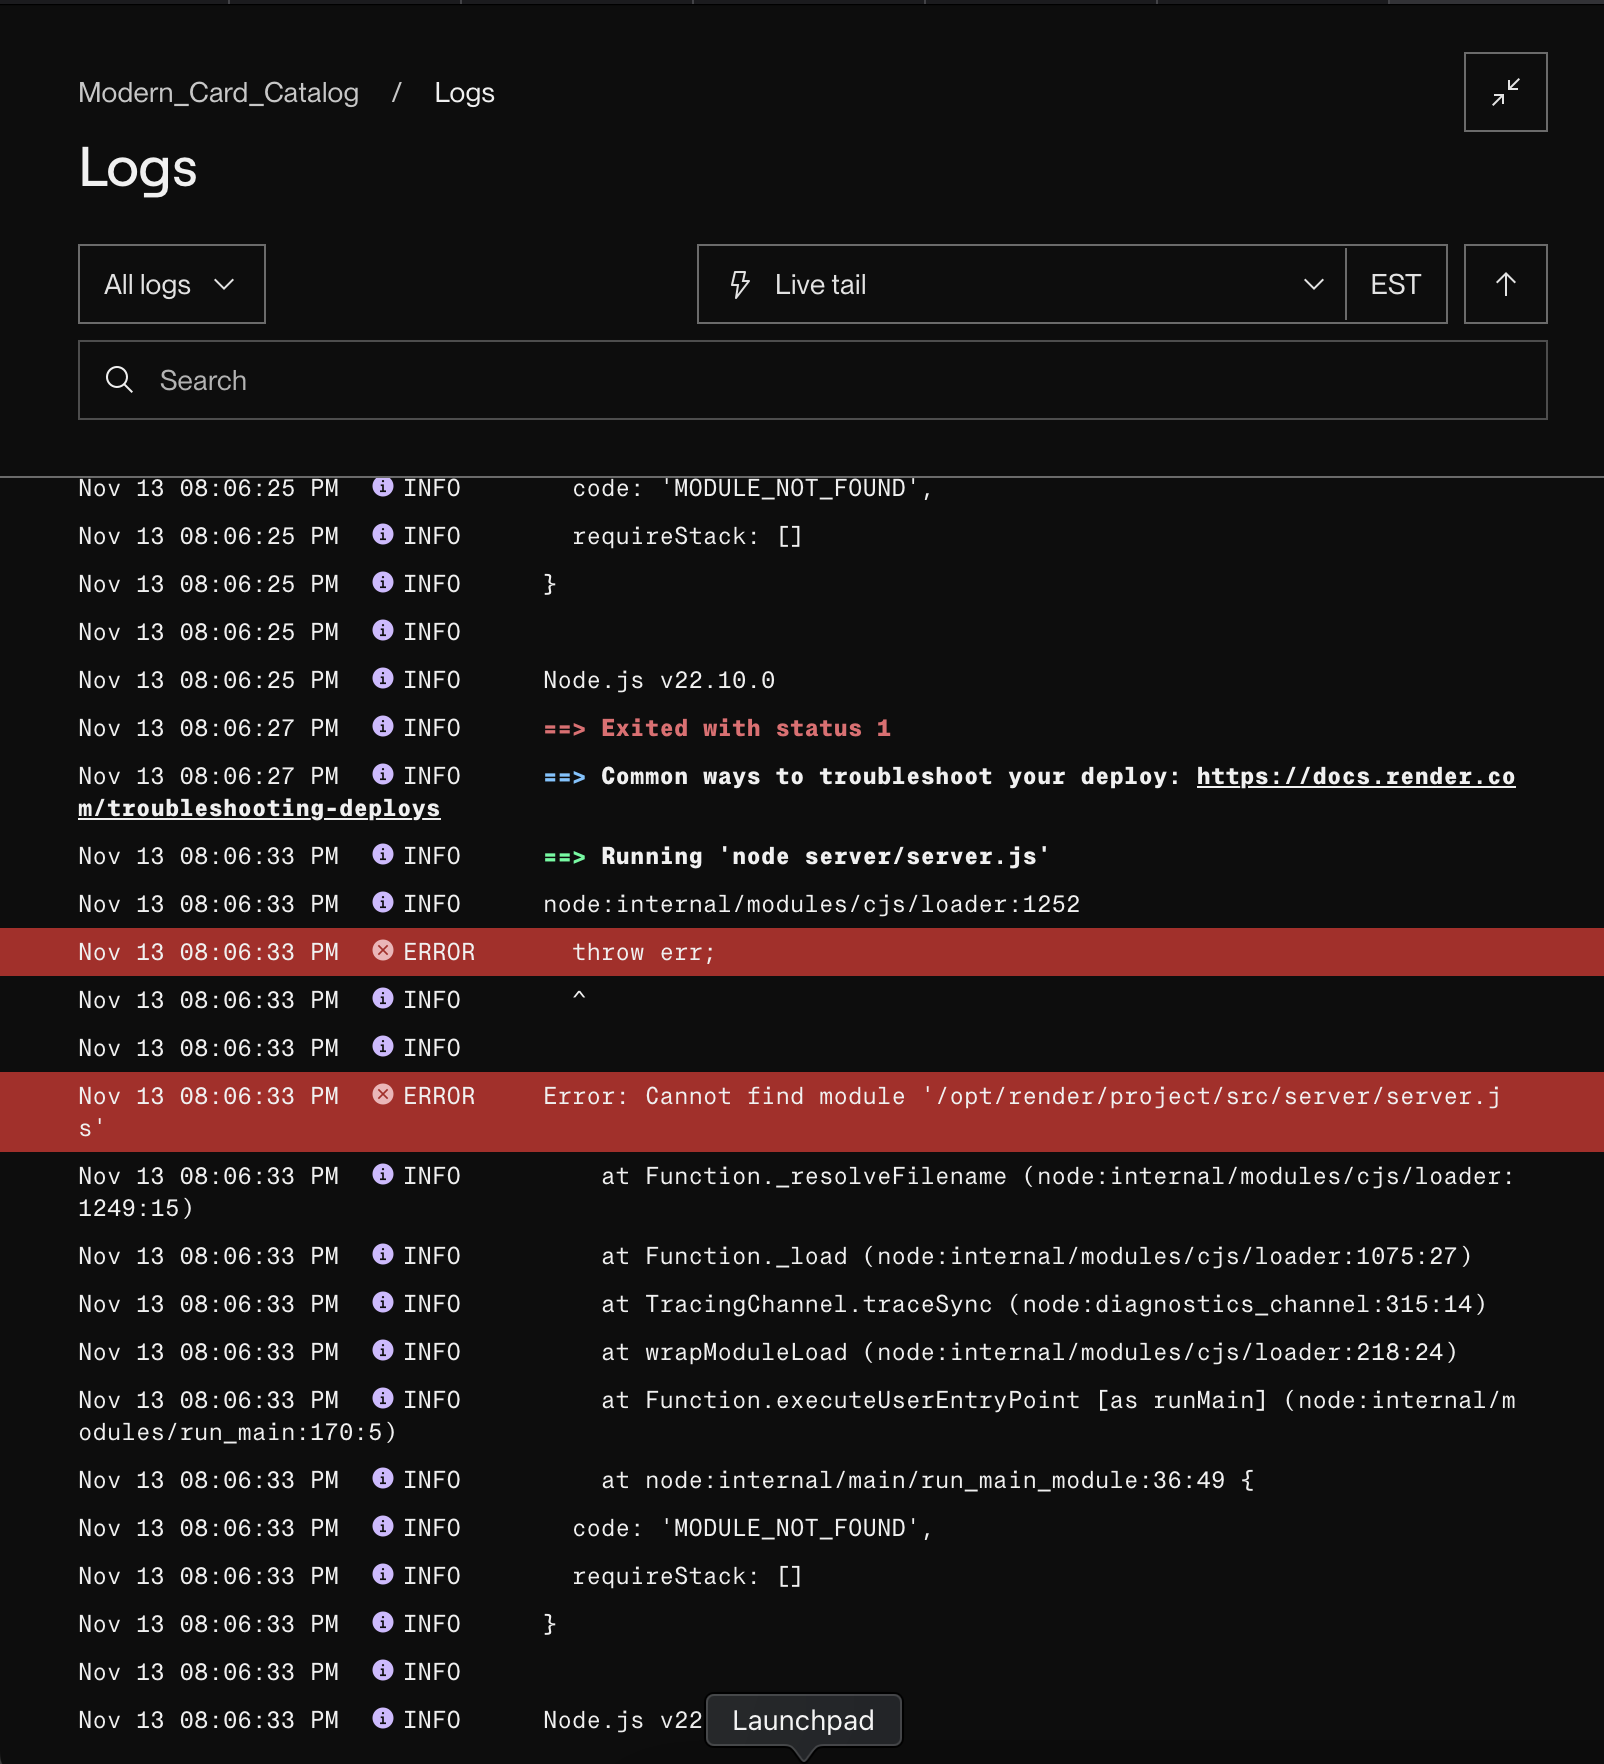 Modern_Card_Catalog / Logs
Logs
All logs
Live tail
EST
Search
Nov 13 08:06:25 PM INFO code: 'MODULE_NOT_FOUND',
Nov 13 08:06:25 PM INFO requireStack: []
Nov 13 08:06:25 PM INFO }
Nov 13 08:06:25 PM INFO
Nov 13 08:06:25 PM INFO Node.js v22.10.0
Nov 13 08:06:27 PM INFO ==> Exited with status 1
Nov 13 08:06:27 PM INFO ==> Common ways to troubleshoot your deploy: https://docs.render.co
m/troubleshooting-deploys
Nov 13 08:06:33 PM INFO ==> Running 'node server/server.js'
Nov 13 08:06:33 PM INFO node:internal/modules/cjs/loader:1252
Nov 13 08:06:33 PM ERROR throw err;
Nov 13 08:06:33 PM INFO ^
Nov 13 08:06:33 PM INFO
Nov 13 08:06:33 PM ERROR Error: Cannot find module '/opt/render/project/src/server/server.j
s'
Nov 13 08:06:33 PM INFO at Function._resolveFilename (node:internal/modules/cjs/loader:
1249:15)
Nov 13 08:06:33 PM INFO at Function._load (node:internal/modules/cjs/loader:1075:27)
Nov 13 08:06:33 PM INFO at TracingChannel.traceSync (node:diagnostics_channel:315:14)
Nov 13 08:06:33 PM INFO at wrapModuleLoad (node:internal/modules/cjs/loader:218:24)
Nov 13 08:06:33 PM INFO at Function.executeUserEntryPoint [as runMain] (node:internal/m
odules/run_main:170:5)
Nov 13 08:06:33 PM INFO at node:internal/main/run_main_module:36:49 {
Nov 13 08:06:33 PM INFO code: 'MODULE_NOT_FOUND',
Nov 13 08:06:33 PM INFO requireStack: []
Nov 13 08:06:33 PM INFO }
Nov 13 08:06:33 PM INFO
Nov 13 08:06:33 PM INFO Node.js v22
Launchpad